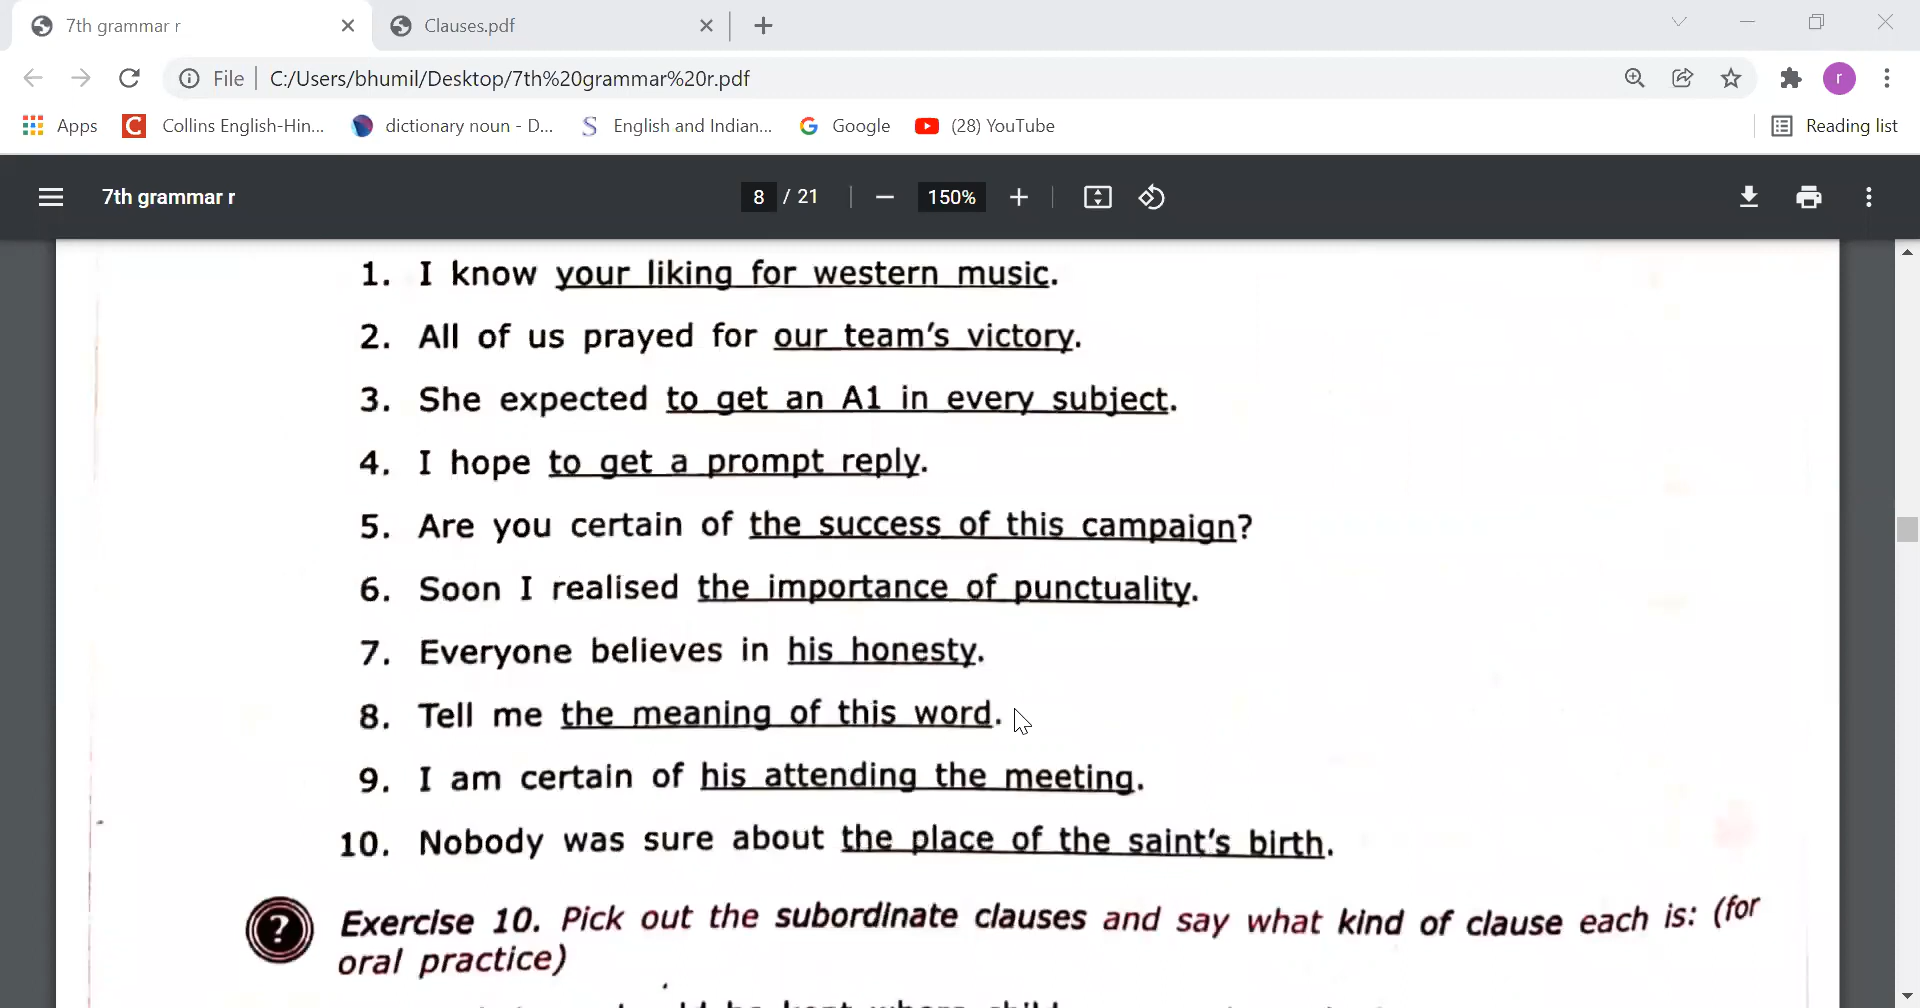 7th grammar r
Clauses.pdf
File C:/Users/bhumil/Desktop/7th%20grammar%20r.pdf
r
Apps Collins English-Hin... dictionary noun - D... English and Indian... Google (28) YouTube Reading list
7th grammar r 8 / 21 150%
1. I know your liking for western music.
2. All of us prayed for our team's victory.
3. She expected to get an A1 in every subject.
4. I hope to get a prompt reply.
5. Are you certain of the success of this campaign?
6. Soon I realised the importance of punctuality.
7. Everyone believes in his honesty.
8. Tell me the meaning of this word.
9. I am certain of his attending the meeting.
10. Nobody was sure about the place of the saint's birth.
? Exercise 10. Pick out the subordinate clauses and say what kind of clause each is: (for
oral practice)